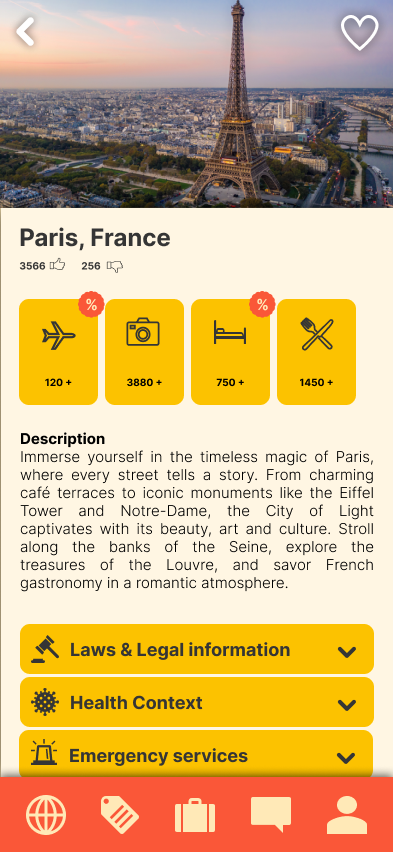 Paris, France
3566 256
% %
120 + 3880 + 750 + 1450 +
Description
Immerse yourself in the timeless magic of Paris,
where every street tells a story. From charming
café terraces to iconic monuments like the Eiffel
Tower and Notre-Dame, the City of Light
captivates with its beauty, art and culture. Stroll
along the banks of the Seine, explore the
treasures of the Louvre, and savor French
gastronomy in a romantic atmosphere.
Laws & Legal information
Health Context
Emergency services